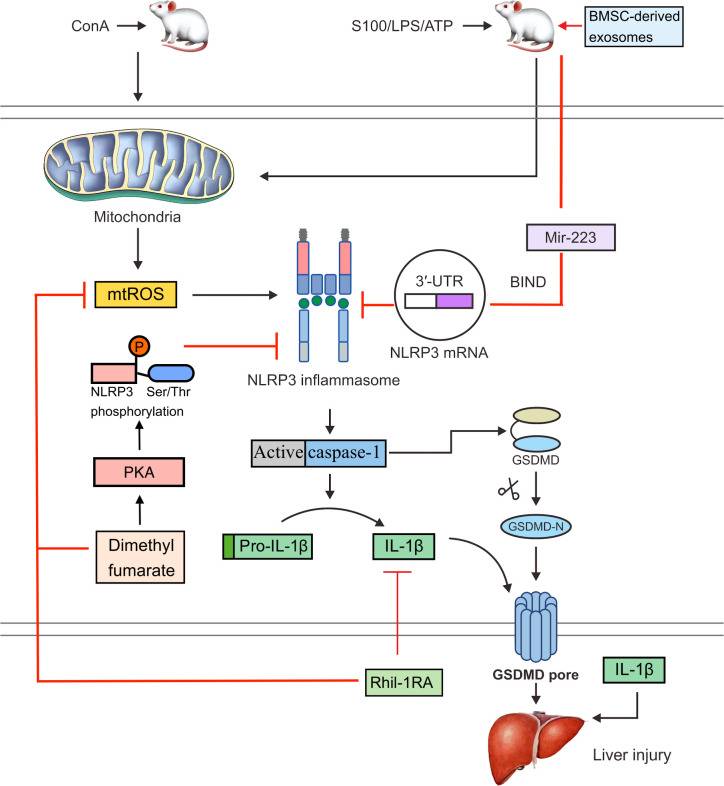 ConA
S100/LPS/ATP
BMSC-derived
exosomes
Mitochondria
Mir-223
mtROS
3′-UTR
BIND
NLRP3 mRNA
P
NLRP3 Ser/Thr
phosphorylation
NLRP3 inflammasome
Active caspase-1
GSDMD
PKA
GSDMD-N
Dimethyl
fumarate
Pro-IL-1β
IL-1β
Rhil-1RA
GSDMD pore
IL-1β
Liver injury